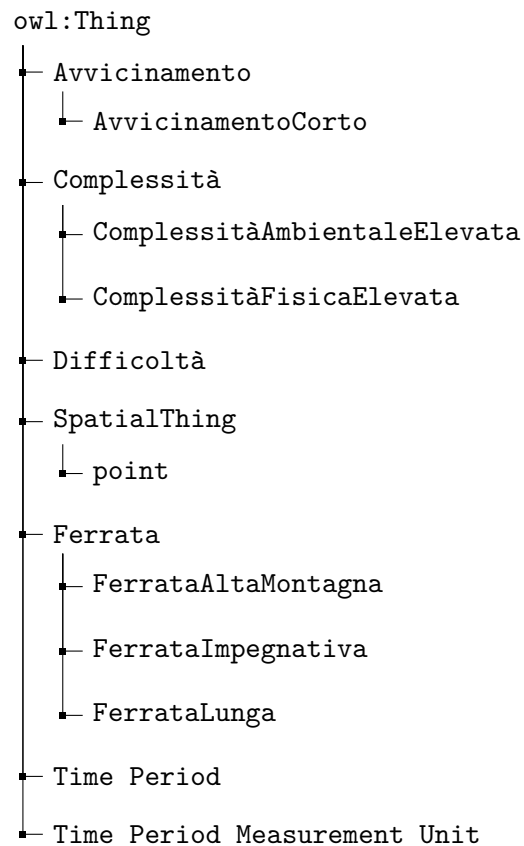 owl:Thing
Avvicinamento
AvvicinamentoCorto
Complessità
ComplessitàAmbientaleElevata
ComplessitàFisicaElevata
Difficoltà
SpatialThing
point
Ferrata
FerrataAltaMontagna
FerrataImpegnativa
FerrataLunga
Time Period
Time Period Measurement Unit